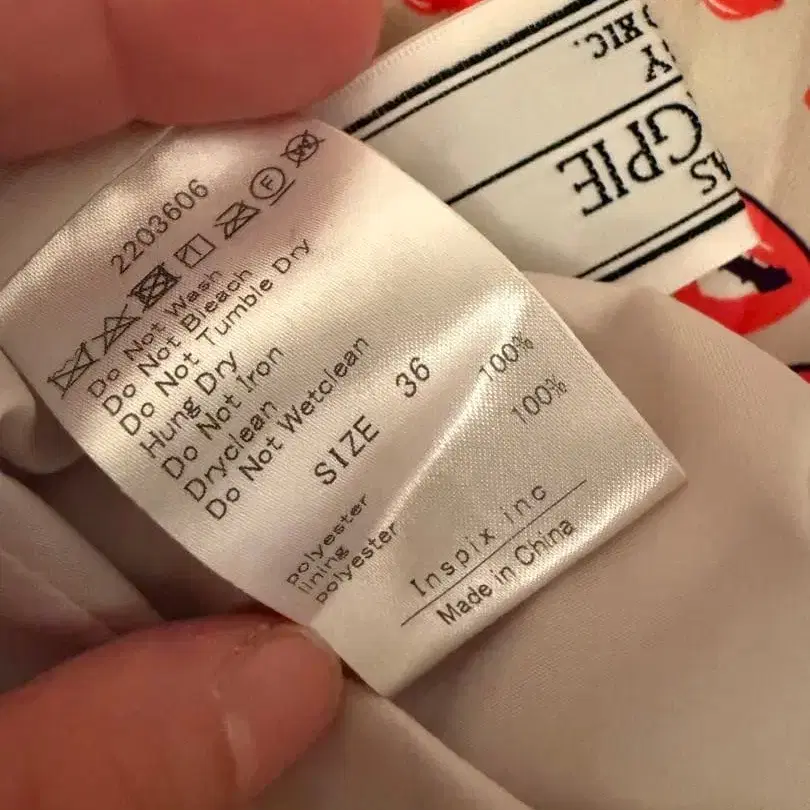 2203606
Do Not Wash
Do Not Bleach
Do Not Tumble Dry
Hung Dry
Do Not Iron
Dryclean
Do Not Wetclean
SIZE 36
polyester 100%
lining
polyester 100%
Inspix inc
Made in China
GPIE